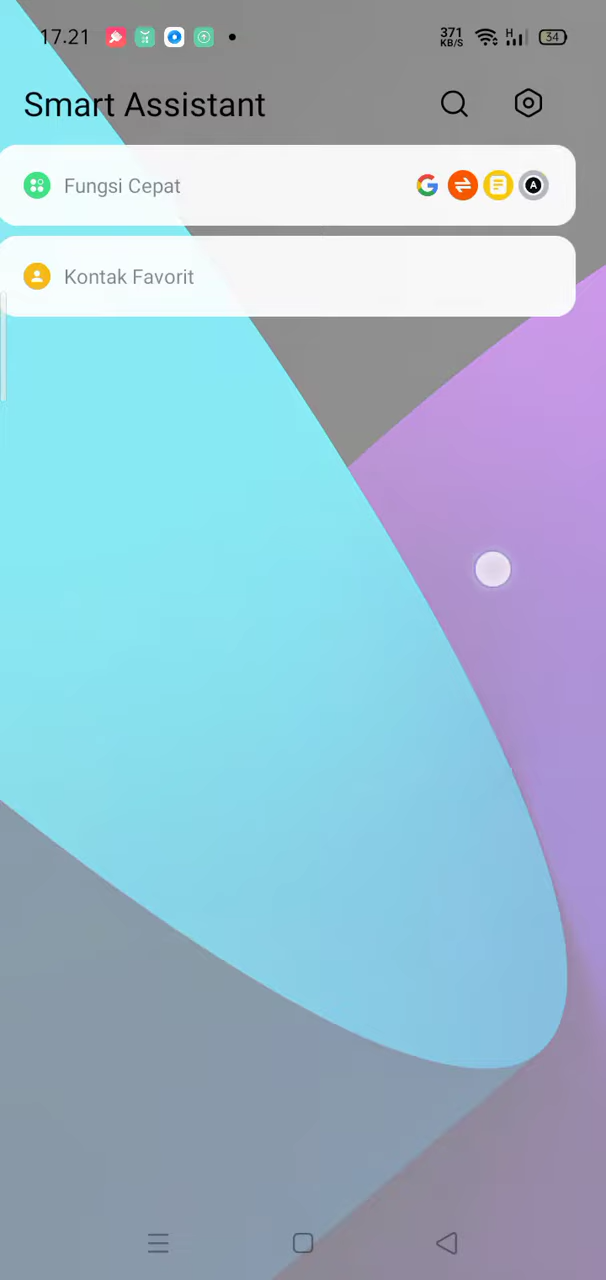 17.21
371
KB/S
H
34
Smart Assistant
Fungsi Cepat
A
Kontak Favorit